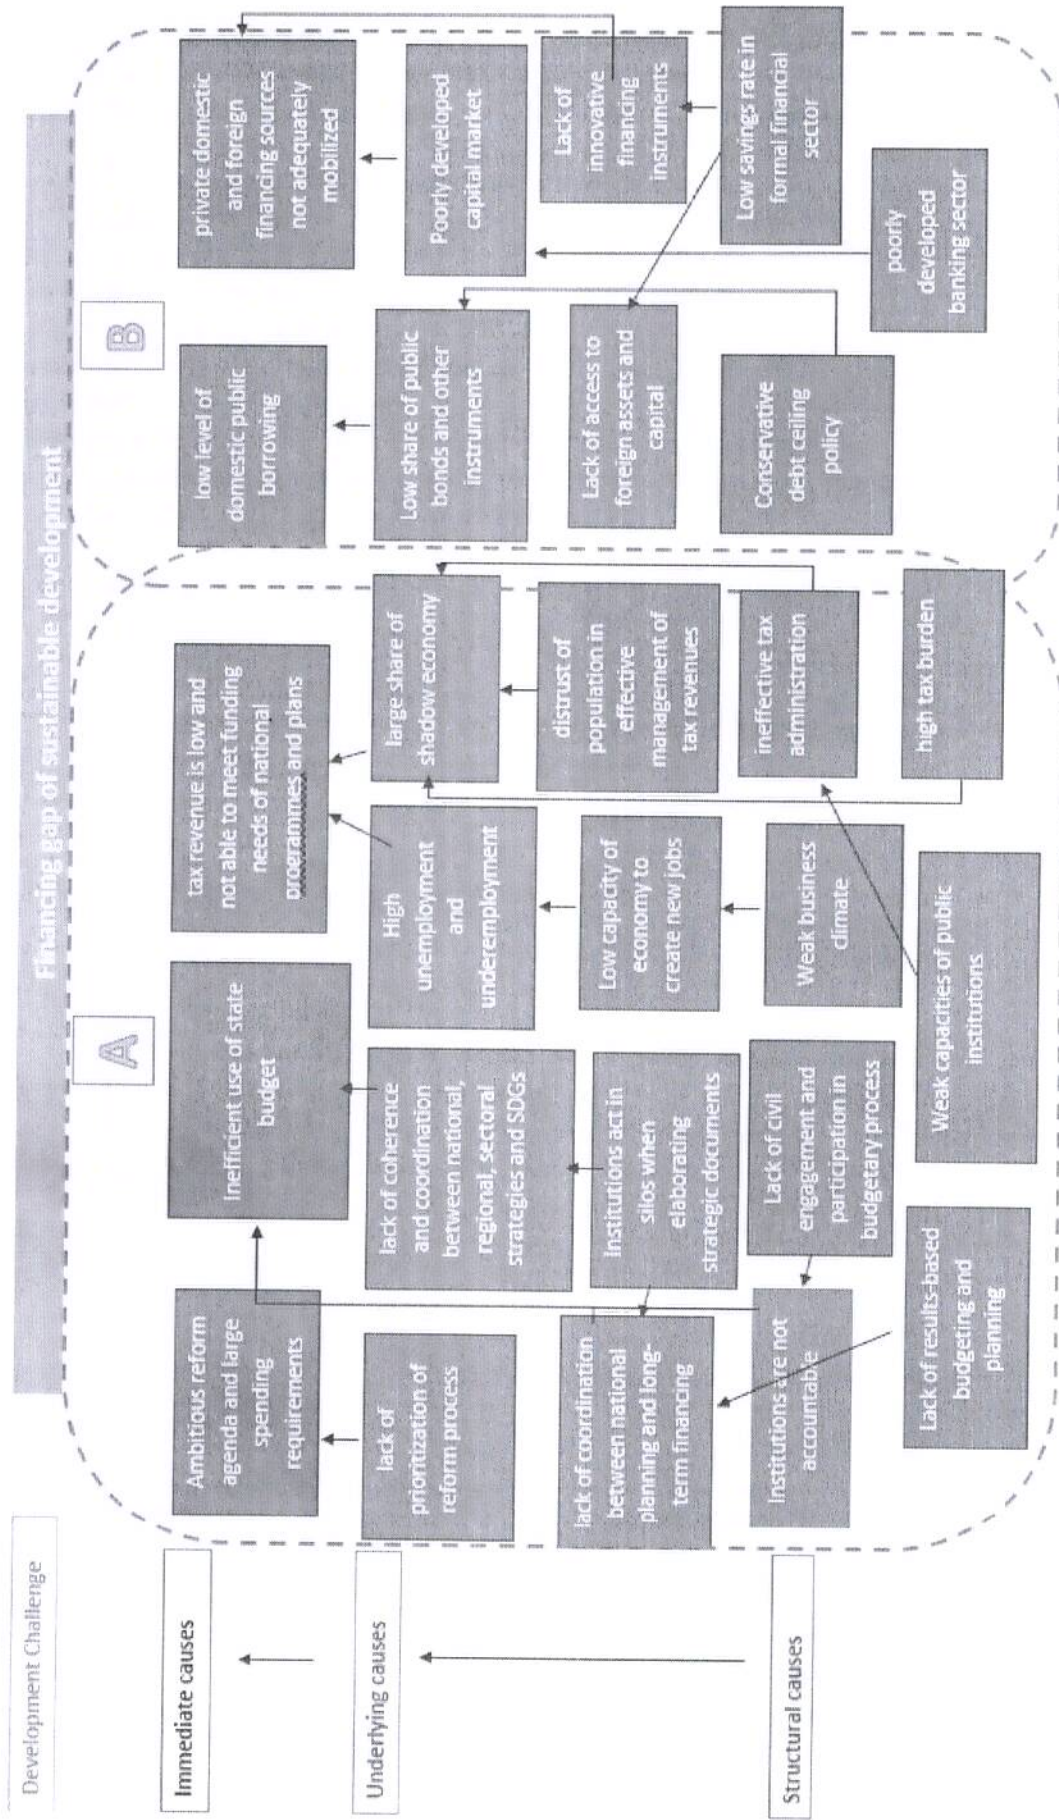 Development Challenge
Financing gap of sustainable development
A
B
Immediate causes
Ambitious reform
agenda and large
spending
requirements
Inefficient use of state
budget
tax revenue is low and
not able to meet funding
needs of national
programmes and plans
low level of
domestic public
borrowing
private domestic
and foreign
financing sources
not adequately
mobilized
Underlying causes
lack of
prioritization of
reform process
lack of coherence
and coordination
between national,
regional, sectoral
strategies and SDGs
High
unemployment
and
underemployment
large share of
shadow economy
Low share of public
bonds and other
instruments
Poorly developed
capital market
lack of coordination
between national
planning and long-
term financing
Institutions act in
silos when
elaborating
strategic documents
Low capacity of
economy to
create new jobs
distrust of
population in
effective
management of
tax revenues
Lack of access to
foreign assets and
capital
Lack of
innovative
financing
instruments
Structural causes
Institutions are not
accountable
Lack of civil
engagement and
participation in
budgetary process
Weak business
climate
ineffective tax
administration
Conservative
debt ceiling
policy
Low savings rate in
formal financial
sector
Lack of results-based
budgeting and
planning
Weak capacities of public
institutions
high tax burden
poorly
developed
banking sector